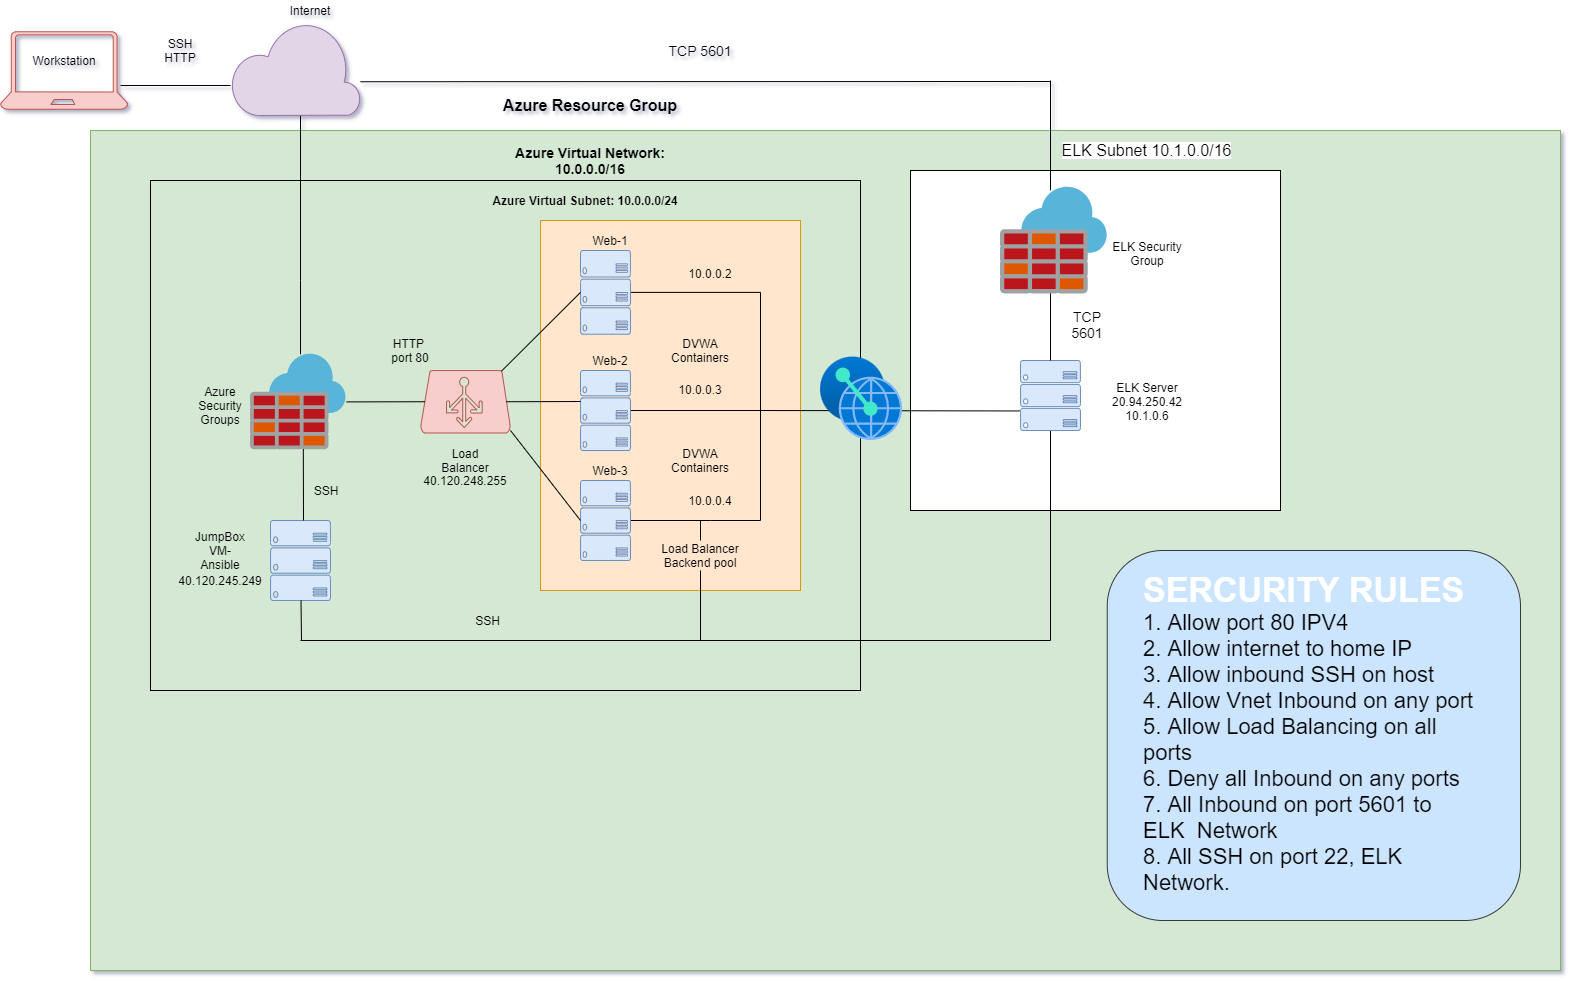 Internet
SSH
HTTP
Workstation
TCP 5601
Azure Resource Group
Azure Virtual Network:
10.0.0.0/16
ELK Subnet 10.1.0.0/16
Azure Virtual Subnet: 10.0.0.0/24
Web-1
10.0.0.2
ELK Security
Group
TCP
5601
HTTP
port 80
DVWA
Containers
Web-2
10.0.0.3
Azure
Security
Groups
ELK Server
20.94.250.42
10.1.0.6
Load
Balancer
40.120.248.255
DVWA
Containers
Web-3
10.0.0.4
SSH
JumpBox
VM-
Ansible
40.120.245.249
Load Balancer
Backend pool
SSH
SERCURITY RULES
1. Allow port 80 IPV4
2. Allow internet to home IP
3. Allow inbound SSH on host
4. Allow Vnet Inbound on any port
5. Allow Load Balancing on all
ports
6. Deny all Inbound on any ports
7. All Inbound on port 5601 to
ELK  Network
8. All SSH on port 22, ELK
Network.